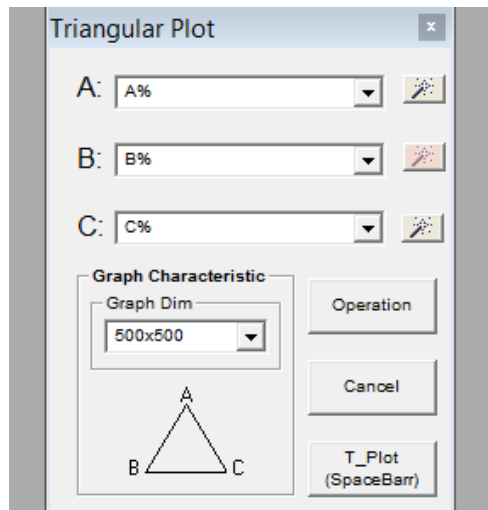 Triangular Plot x
A: A%
B: B%
C: C%
Graph Characteristic
Graph Dim
500x500
A
B C
Operation
Cancel
T_Plot
(SpaceBarr)